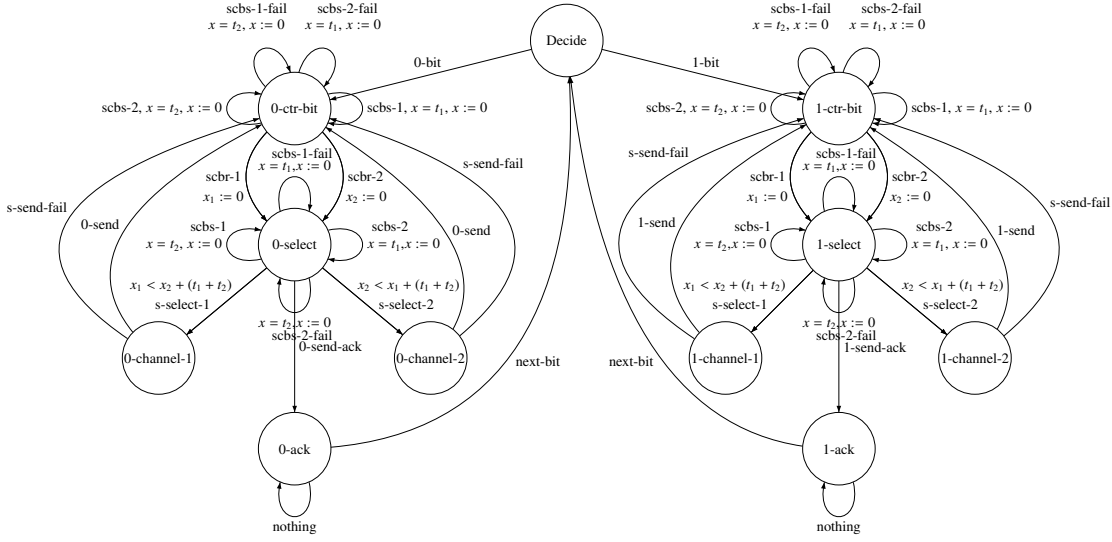 scbs-1-fail
x = t₂, x := 0
scbs-2-fail
x = t₁, x := 0
Decide
scbs-1-fail
x = t₂, x := 0
scbs-2-fail
x = t₁, x := 0
0-bit
1-bit
scbs-2, x = t₂, x := 0
0-ctr-bit
scbs-1, x = t₁, x := 0
scbs-2, x = t₂, x := 0
1-ctr-bit
scbs-1, x = t₁, x := 0
scbs-1-fail
x = t₁, x := 0
scbs-1-fail
x = t₁, x := 0
s-send-fail
s-send-fail
scbr-1
x₁ := 0
scbr-2
x₂ := 0
scbr-1
x₁ := 0
scbr-2
x₂ := 0
s-send-fail
0-send
scbs-1
x = t₂, x := 0
0-select
scbs-2
x = t₁, x := 0
0-send
1-send
scbs-1
x = t₂, x := 0
1-select
scbs-2
x = t₁, x := 0
1-send
s-send-fail
x₁ < x₂ + (t₁ + t₂)
s-select-1
x₂ < x₁ + (t₁ + t₂)
s-select-2
x₁ < x₂ + (t₁ + t₂)
s-select-1
x₂ < x₁ + (t₁ + t₂)
s-select-2
x = t₂, x := 0
scbs-2-fail
0-send-ack
x = t₂, x := 0
scbs-2-fail
1-send-ack
0-channel-1
0-channel-2
next-bit
next-bit
1-channel-1
1-channel-2
0-ack
1-ack
nothing
nothing